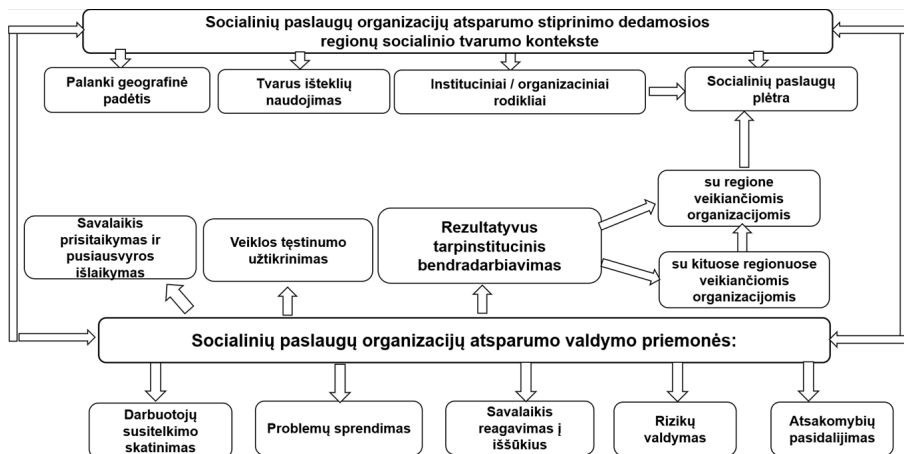 Socialinių paslaugų organizacijų atsparumo stiprinimo dedamosios
regionų socialinio tvarumo kontekste
Palanki geografinė
padėtis
Tvarus išteklių
naudojimas
Instituciniai / organizaciniai
rodikliai
Socialinių paslaugų
plėtra
su regione
veikiančiomis
organizacijomis
Savalaikis
prisitaikymas ir
pusiausvyros
išlaikymas
Veiklos tęstinumo
užtikrinimas
Rezultatyvus
tarpinstitucinis
bendradarbiavimas
su kituose regionuose
veikiančiomis
organizacijomis
Socialinių paslaugų organizacijų atsparumo valdymo priemonės:
Darbuotojų
susitelkimo
skatinimas
Problemų sprendimas
Savalaikis
reagavimas į
iššūkius
Rizikų
valdymas
Atsakomybių
pasidalijimas